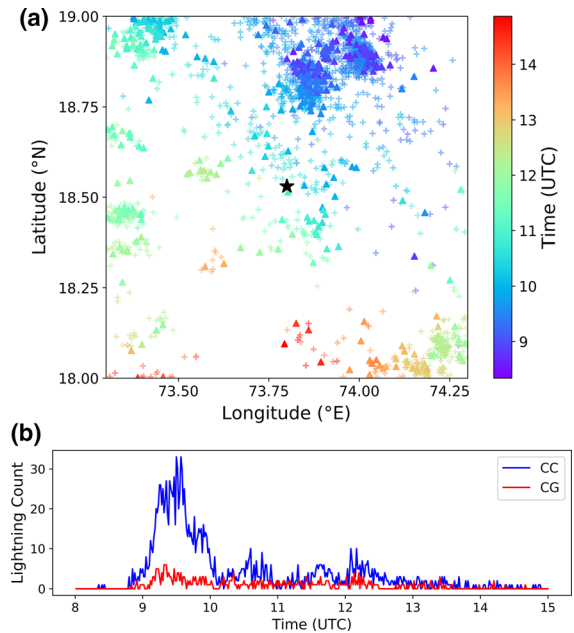 (a)
19.00
18.75
18.50
18.25
18.00
Latitude (°N)
73.50 73.75 74.00 74.25
Longitude (°E)
14
13
12
11
10
9
Time (UTC)
(b)
30
20
10
0
Lightning Count
CC
CG
8 9 10 11 12 13 14 15
Time (UTC)